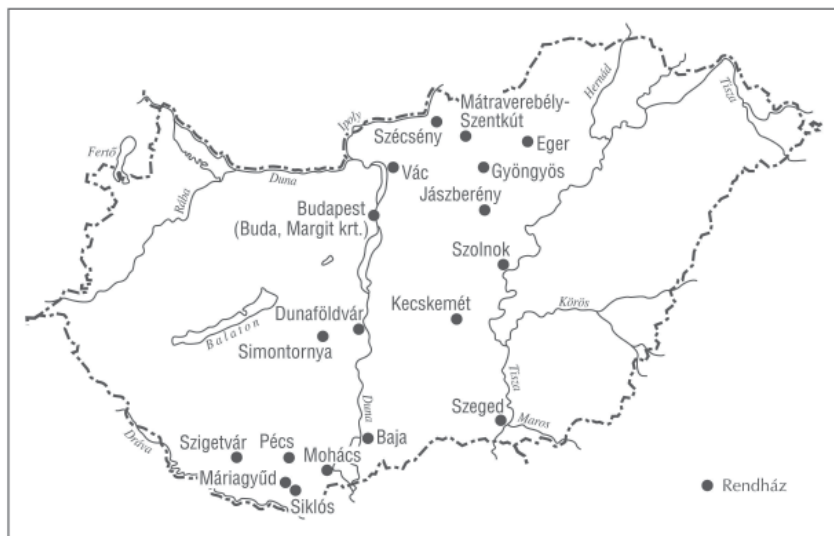 Hernád
Tisza
Mátraverebély-
Szentkút
Ipoly
Szécsény
Eger
Fertő
Vác
Gyöngyös
Duna
Rába
Jászberény
Budapest
(Buda, Margit krt.)
Szolnok
Dunaföldvár
Kecskemét
Körös
Balaton
Simontornya
Tisza
Duna
Szeged
Maros
Dráva
Szigetvár
Pécs
Mohács
Baja
Máriagyűd
Siklós
Rendház